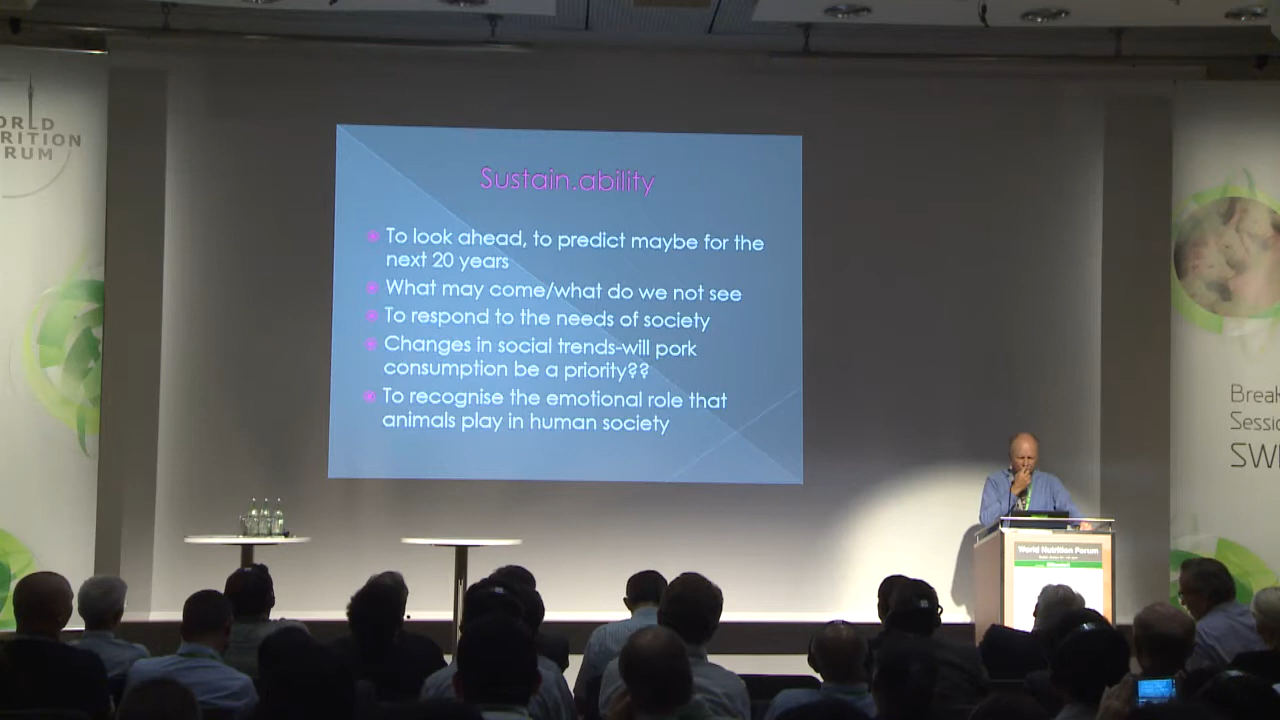 ORLD
RITION
RUM
Sustain.ability
To look ahead, to predict maybe for the
next 20 years
What may come/what do we not see
To respond to the needs of society
Changes in social trends-will pork
consumption be a priority??
To recognise the emotional role that
animals play in human society
Break
Sessio
SWI
World Nutrition Forum